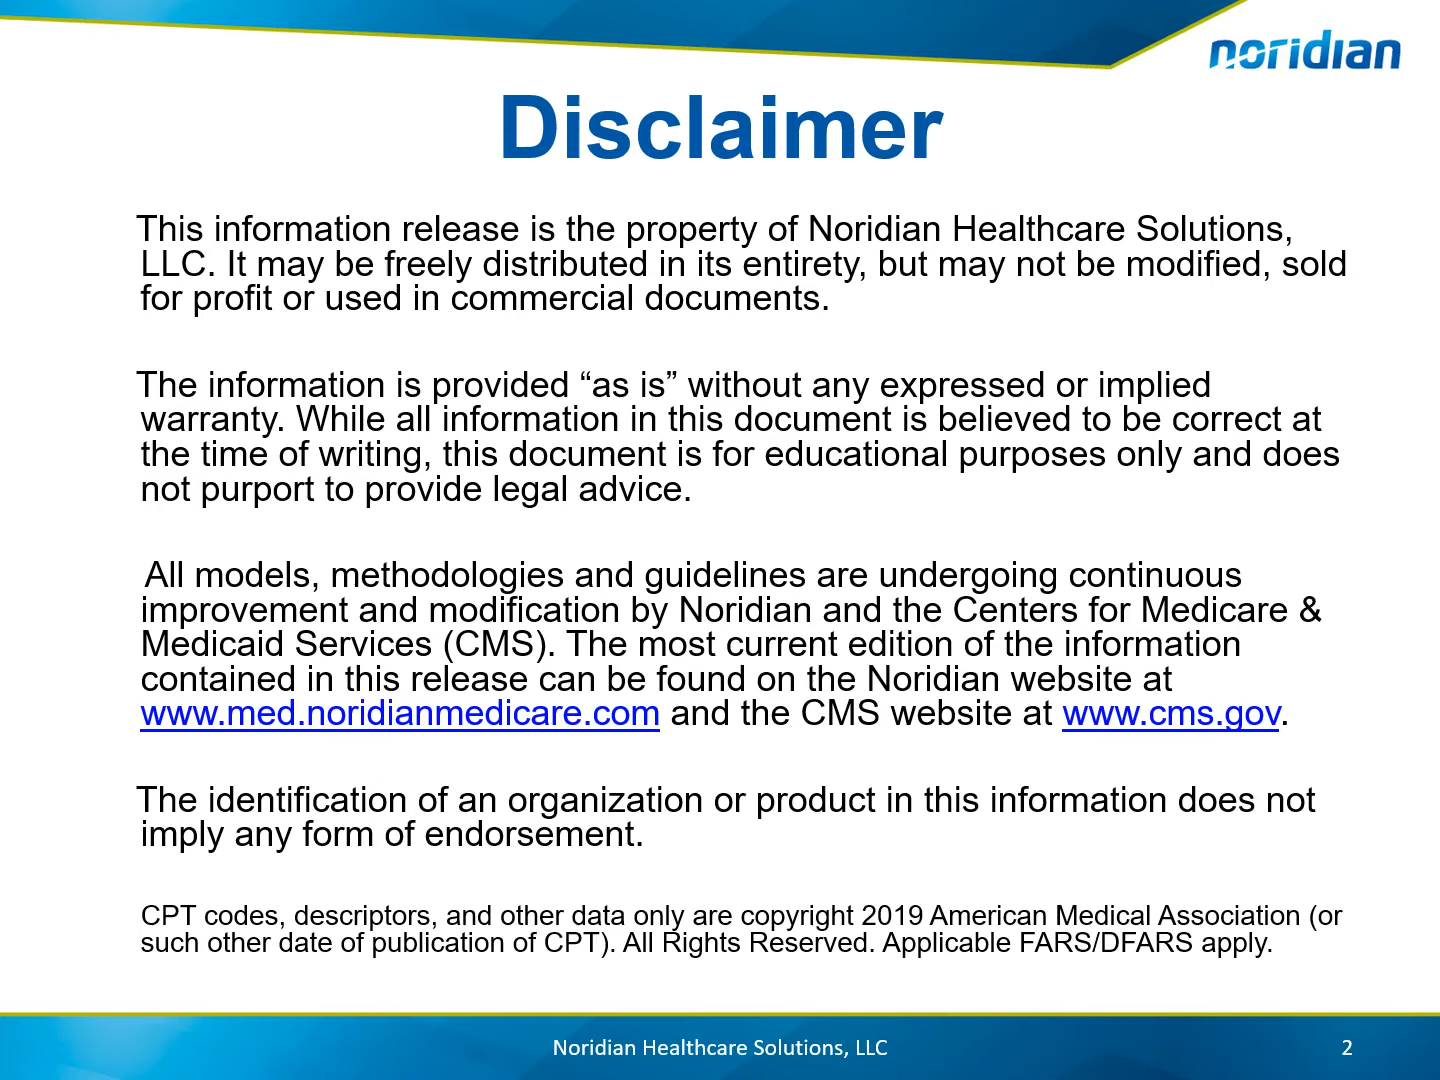 noridian
Disclaimer
This information release is the property of Noridian Healthcare Solutions,
LLC. It may be freely distributed in its entirety, but may not be modified, sold
for profit or used in commercial documents.
The information is provided “as is” without any expressed or implied
warranty. While all information in this document is believed to be correct at
the time of writing, this document is for educational purposes only and does
not purport to provide legal advice.
All models, methodologies and guidelines are undergoing continuous
improvement and modification by Noridian and the Centers for Medicare &
Medicaid Services (CMS). The most current edition of the information
contained in this release can be found on the Noridian website at
www.med.noridianmedicare.com and the CMS website at www.cms.gov.
The identification of an organization or product in this information does not
imply any form of endorsement.
CPT codes, descriptors, and other data only are copyright 2019 American Medical Association (or
such other date of publication of CPT). All Rights Reserved. Applicable FARS/DFARS apply.
Noridian Healthcare Solutions, LLC
2